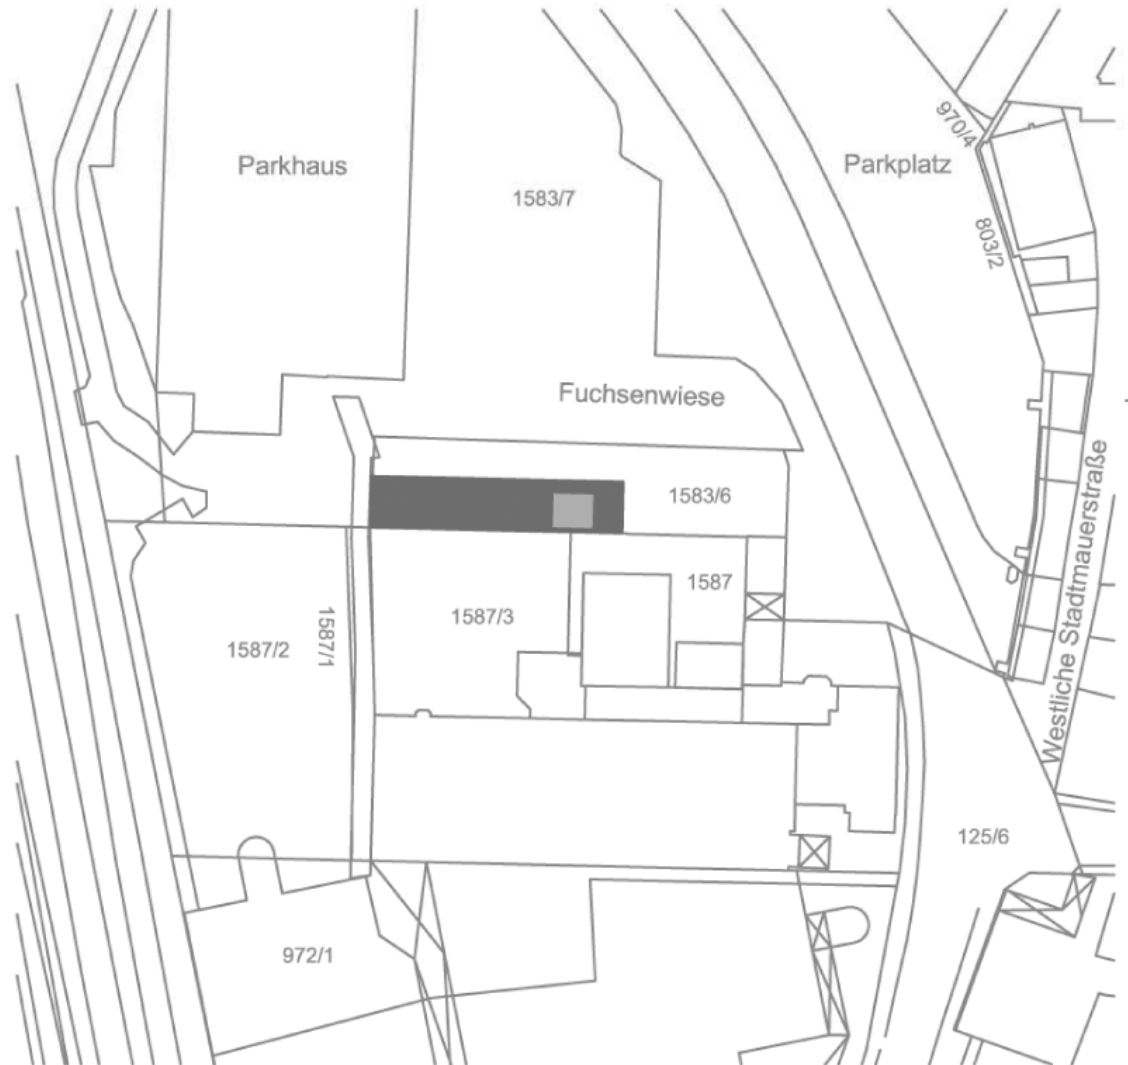 970/4
Parkhaus
Parkplatz
1583/7
803/2
Fuchsenwiese
1583/6
Westliche Stadtmauerstraße
1587
1587/3
1587/1
1587/2
125/6
972/1